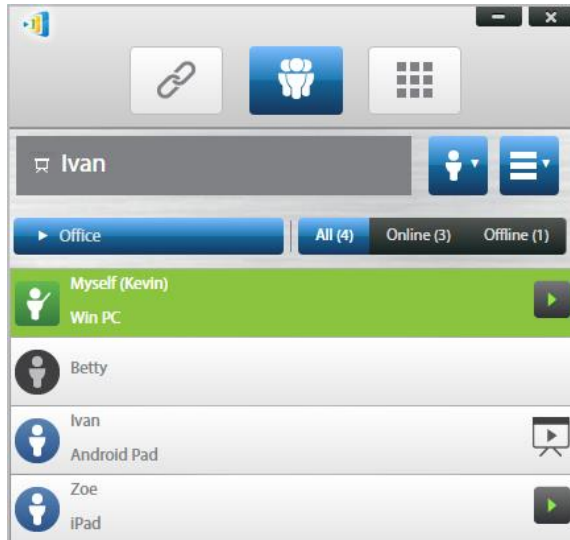 Ivan
Office
All (4) Online (3) Offline (1)
Myself (Kevin)
Win PC
Betty
Ivan
Android Pad
Zoe
iPad